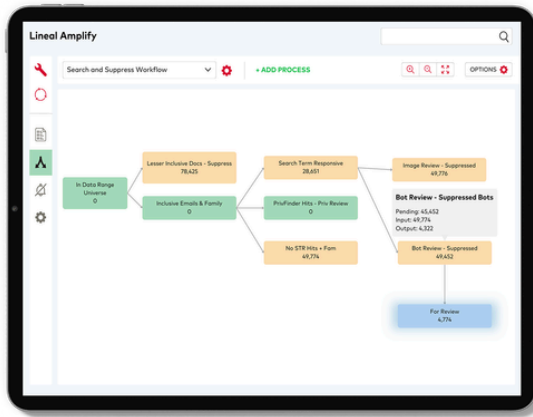 Lineal Amplify
Search and Suppress Workflow
+ ADD PROCESS
OPTIONS
Lesser Inclusive Docs - Suppress
78,425
Search Term Responsive
28,651
Image Review - Suppressed
49,776
In Data Range
Universe
0
Inclusive Emails & Family
0
PrivFinder Hits - Priv Review
0
Bot Review - Suppressed Bots
Pending: 45,452
Input: 49,774
Output: 4,322
No STR Hits + Fam
49,774
Bot Review - Suppressed
49,452
For Review
4,774